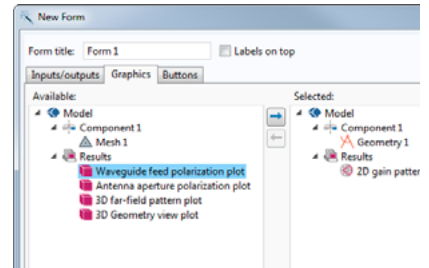 New Form
Form title: Form 1 Labels on top
Inputs/outputs Graphics Buttons
Available:
Model
Component 1
Mesh 1
Results
Waveguide feed polarization plot
Antenna aperture polarization plot
3D far-field pattern plot
3D Geometry view plot
Selected:
Model
Component 1
Geometry 1
Results
2D gain patter